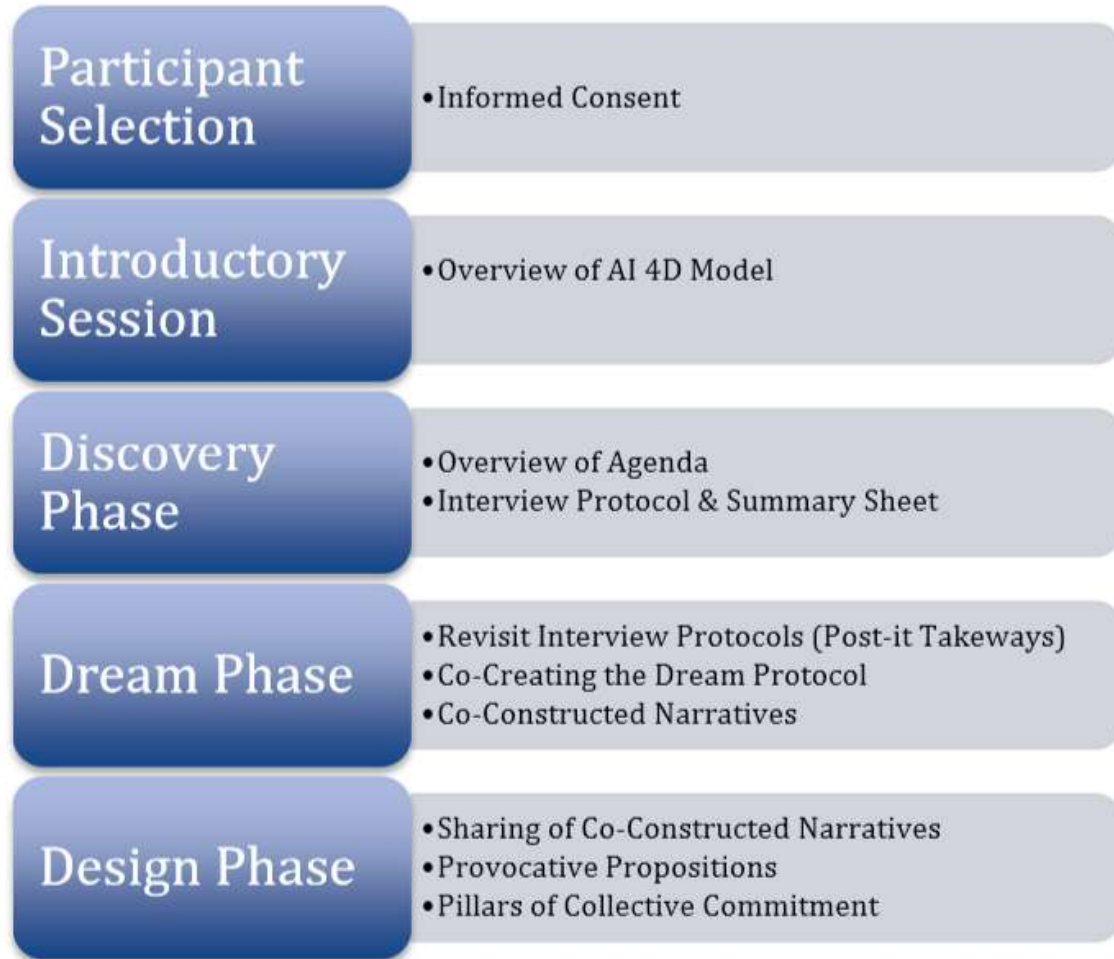 Participant
Selection
•Informed Consent
Introductory
Session
•Overview of AI 4D Model
Discovery
Phase
•Overview of Agenda
•Interview Protocol & Summary Sheet
Dream Phase
•Revisit Interview Protocols (Post-it Takeways)
•Co-Creating the Dream Protocol
•Co-Constructed Narratives
Design Phase
•Sharing of Co-Constructed Narratives
•Provocative Propositions
•Pillars of Collective Commitment